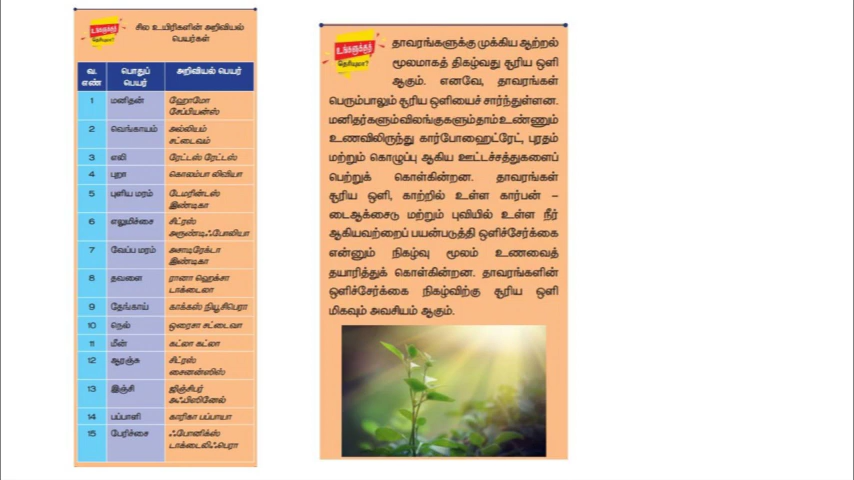 உங்களுக்குத் தெரியுமா?
சில உயிரிகளின் அறிவியல்
பெயர்கள்
வ. எண் பொதுப் பெயர் அறிவியல் பெயர்
1 மனிதன் ஹோமோ சேப்பியன்ஸ்
2 வெங்காயம் அல்லியம் சட்டைவம்
3 எலி ரேட்டஸ் ரேட்டஸ்
4 புறா கொலம்பா லிவியா
5 புளிய மரம் டேமரின்டஸ் இண்டிகா
6 எலுமிச்சை சிட்ரஸ் அருண்டிஃபோலியா
7 வேப்ப மரம் அசாடிரேக்டா இண்டிகா
8 தவளை ரானா ஹெக்சா டாக்டைலா
9 தேங்காய் காக்கஸ் நியூசிபெரா
10 நெல் ஒரைசா சட்டைவா
11 மீன் கட்லா கட்லா
12 ஆரஞ்சு சிட்ரஸ் சைனன்ஸிஸ்
13 இஞ்சி ஜிஞ்சிபர் அஃபிஸினேல்
14 பப்பாளி காரிகா பப்பாயா
15 பேரிச்சை ஃபோனிக்ஸ் டாக்டைலிஃபெரா
உங்களுக்குத் தெரியுமா?
தாவரங்களுக்கு முக்கிய ஆற்றல்
மூலமாகத் திகழ்வது சூரிய ஒளி
ஆகும். எனவே, தாவரங்கள்
பெரும்பாலும் சூரிய ஒளியைச் சார்ந்துள்ளன.
மனிதர்களும் விலங்குகளும் தாம் உண்ணும்
உணவிலிருந்து கார்போஹைட்ரேட், புரதம்
மற்றும் கொழுப்பு ஆகிய ஊட்டச்சத்துகளைப்
பெற்றுக் கொள்கின்றன. தாவரங்கள்
சூரிய ஒளி, காற்றில் உள்ள கார்பன் –
டைஆக்சைடு மற்றும் புவியில் உள்ள நீர்
ஆகியவற்றைப் பயன்படுத்தி ஒளிச்சேர்க்கை
என்னும் நிகழ்வு மூலம் உணவைத்
தயாரித்துக் கொள்கின்றன. தாவரங்களின்
ஒளிச்சேர்க்கை நிகழ்விற்கு சூரிய ஒளி
மிகவும் அவசியம் ஆகும்.